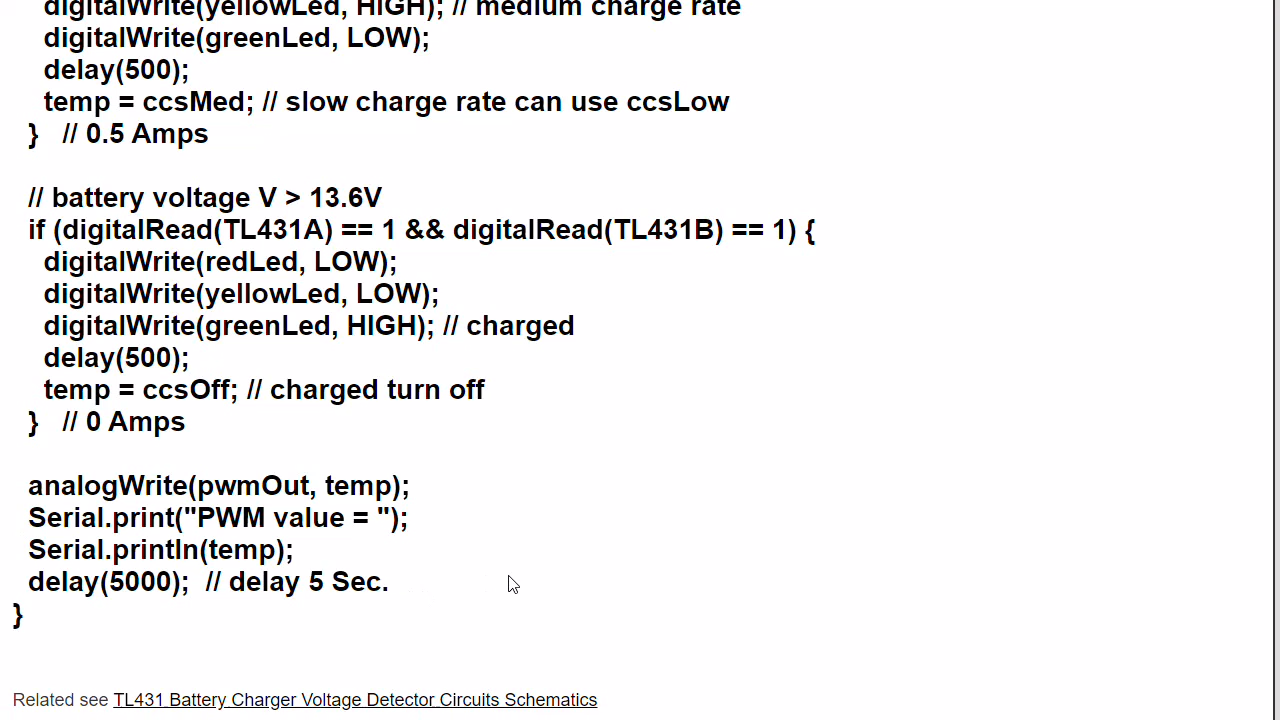 digitalWrite(yellowLed, HIGH); // medium charge rate
digitalWrite(greenLed, LOW);
delay(500);
temp = ccsMed; // slow charge rate can use ccsLow
} // 0.5 Amps
// battery voltage V > 13.6V
if (digitalRead(TL431A) == 1 && digitalRead(TL431B) == 1) {
digitalWrite(redLed, LOW);
digitalWrite(yellowLed, LOW);
digitalWrite(greenLed, HIGH); // charged
delay(500);
temp = ccsOff; // charged turn off
} // 0 Amps
analogWrite(pwmOut, temp);
Serial.print("PWM value = ");
Serial.println(temp);
delay(5000); // delay 5 Sec.
}
Related see TL431 Battery Charger Voltage Detector Circuits Schematics